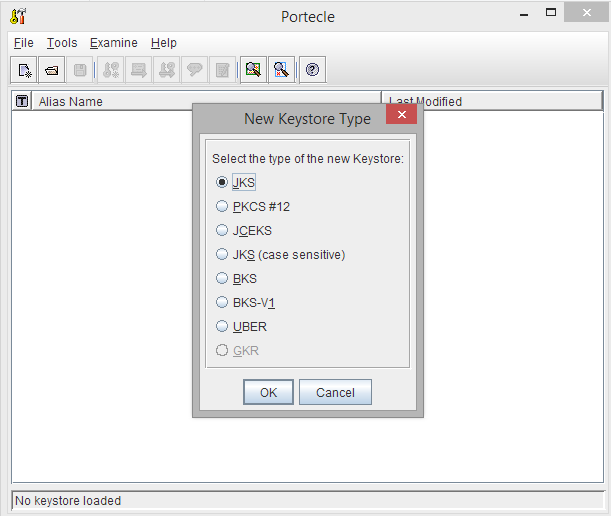 Portecle
File Tools Examine Help
T Alias Name Last Modified
New Keystore Type
Select the type of the new Keystore:
JKS
PKCS #12
JCEKS
JKS (case sensitive)
BKS
BKS-V1
UBER
GKR
OK Cancel
No keystore loaded